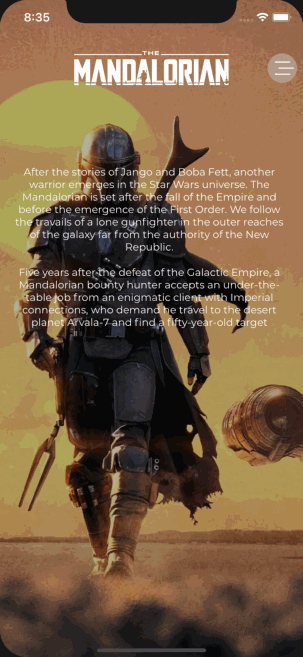 8:35
THE
MANDALORIAN
After the stories of Jango and Boba Fett, another
warrior emerges in the Star Wars universe. The
Mandalorian is set after the fall of the Empire and
before the emergence of the First Order. We follow
the travails of a lone gunfighter in the outer reaches
of the galaxy far from the authority of the New
Republic.
Five years after the defeat of the Galactic Empire, a
Mandalorian bounty hunter accepts an under-the-
table job from an enigmatic client with Imperial
connections, who demand he travel to the desert
planet Arvala-7 and find a fifty-year-old target